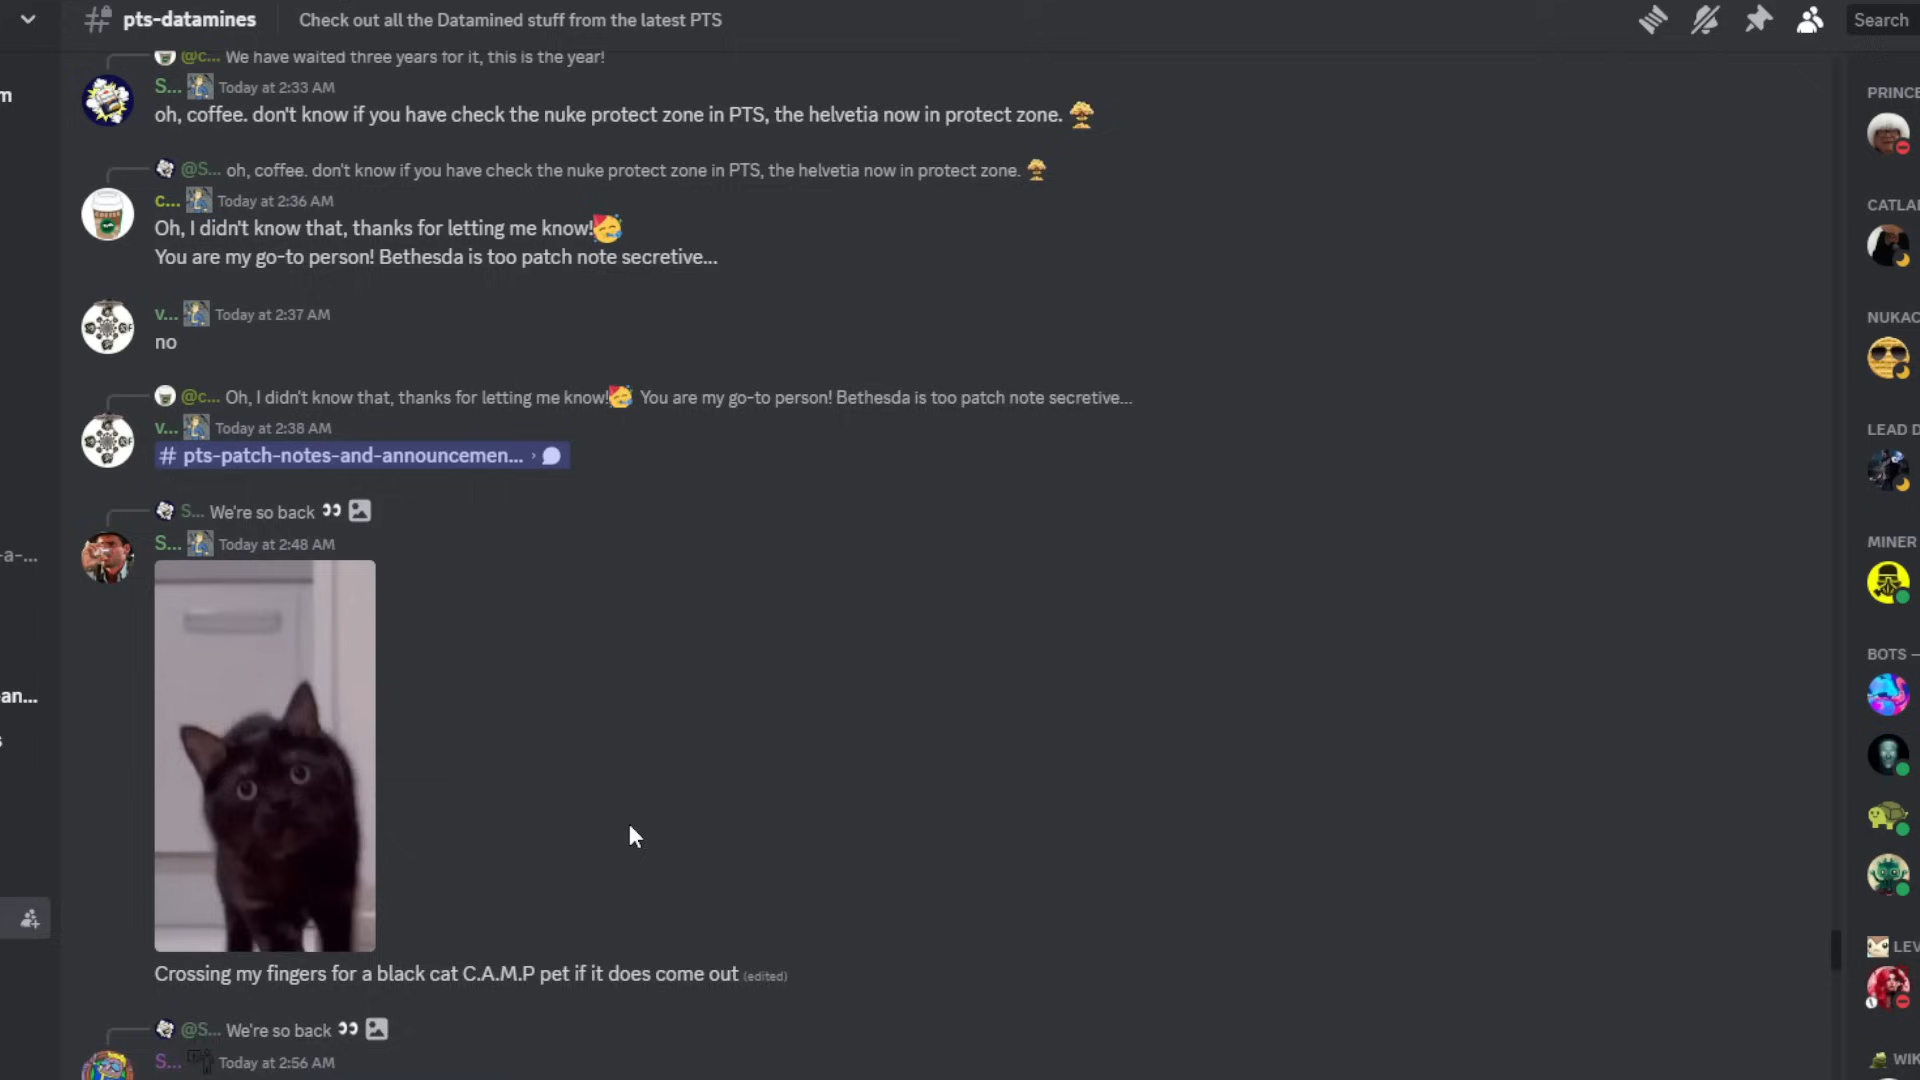 pts-datamines
Check out all the Datamined stuff from the latest PTS
Search
@c... We have waited three years for it, this is the year!
S... Today at 2:33 AM
oh, coffee. don't know if you have check the nuke protect zone in PTS, the helvetia now in protect zone.
@S... oh, coffee. don't know if you have check the nuke protect zone in PTS, the helvetia now in protect zone.
c... Today at 2:36 AM
Oh, I didn't know that, thanks for letting me know!
You are my go-to person! Bethesda is too patch note secretive...
v... Today at 2:37 AM
no
@c... Oh, I didn't know that, thanks for letting me know! You are my go-to person! Bethesda is too patch note secretive...
v... Today at 2:38 AM
# pts-patch-notes-and-announcemen... ›
S... We're so back
S... Today at 2:48 AM
Crossing my fingers for a black cat C.A.M.P pet if it does come out (edited)
@S... We're so back
S... Today at 2:56 AM
m
-a-...
an...
s
PRINCE
CATLA
NUKAC
LEAD D
MINER
BOTS —
LEV
WIK